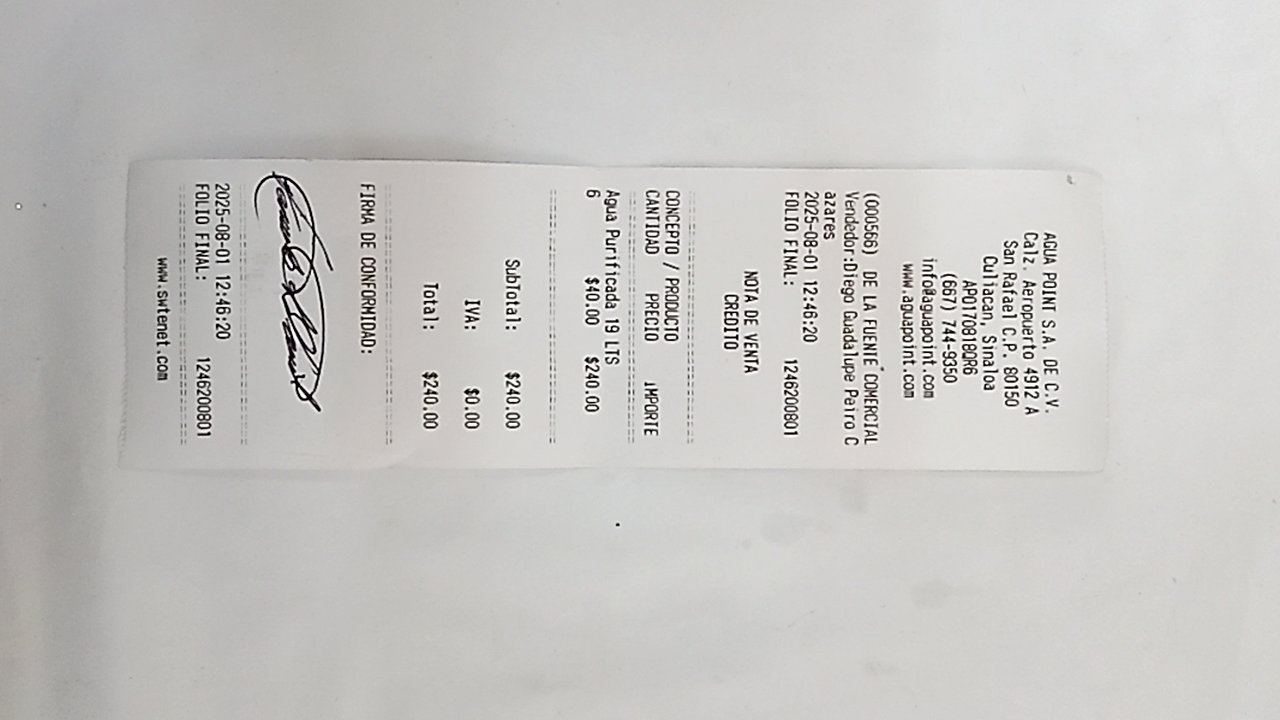 AGUA POINT S.A. DE C.V.
Calz. Aeropuerto 4912 A
San Rafael C.P. 80150
Culiacan, Sinaloa
APO170818QR6
(667) 744-9350
info@aguapoint.com
www.aguapoint.com
(000566) DE LA FUENTE COMERCIAL
Vendedor:Diego Guadalupe Peiro C
azares
2025-08-01 12:46:20
FOLIO FINAL: 1246200801
NOTA DE VENTA
CREDITO
CONCEPTO / PRODUCTO
CANTIDAD PRECIO IMPORTE
Agua Purificada 19 LTS
6 $40.00 $240.00
SubTotal: $240.00
IVA: $0.00
Total: $240.00
FIRMA DE CONFORMIDAD:
2025-08-01 12:46:20
FOLIO FINAL: 1246200801
www.swtenet.com